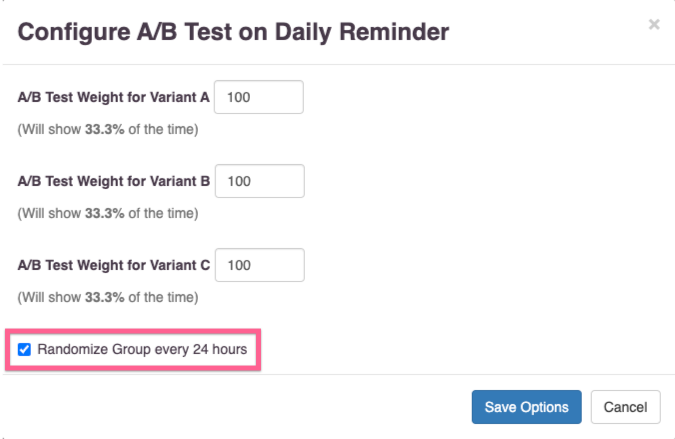 Configure A/B Test on Daily Reminder ×
A/B Test Weight for Variant A 100
(Will show 33.3% of the time)
A/B Test Weight for Variant B 100
(Will show 33.3% of the time)
A/B Test Weight for Variant C 100
(Will show 33.3% of the time)
Randomize Group every 24 hours
Save Options Cancel